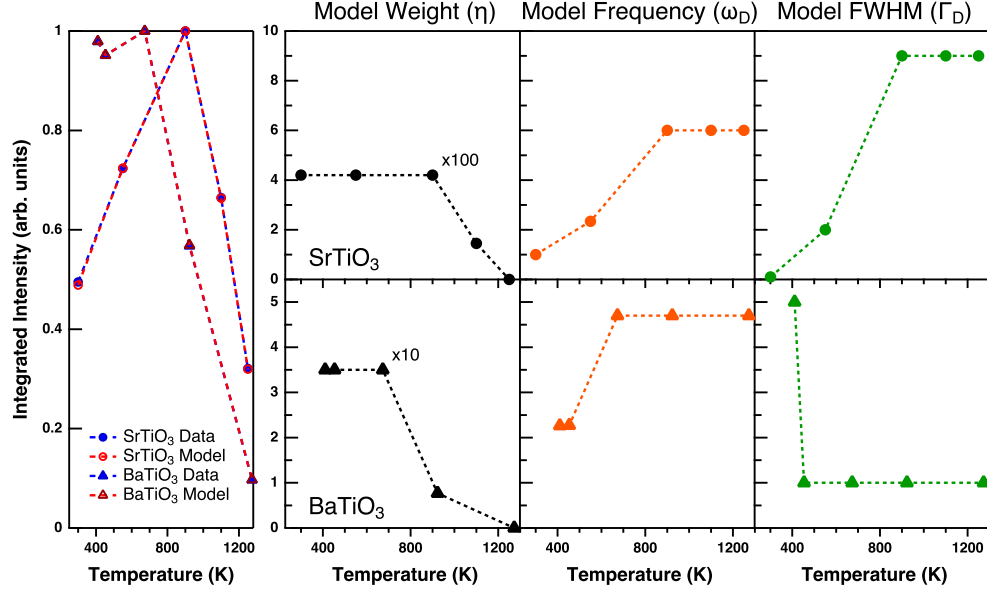 Model Weight (η)
Model Frequency (ω_D)
Model FWHM (Γ_D)
Integrated Intensity (arb. units)
1
0.8
0.6
0.4
0.2
0
SrTiO₃ Data
SrTiO₃ Model
BaTiO₃ Data
BaTiO₃ Model
400
800
1200
Temperature (K)
10
8
6
4
2
0
x100
SrTiO₃
5
4
3
2
1
0
x10
BaTiO₃
400
800
1200
Temperature (K)
400
800
1200
Temperature (K)
400
800
1200
Temperature (K)